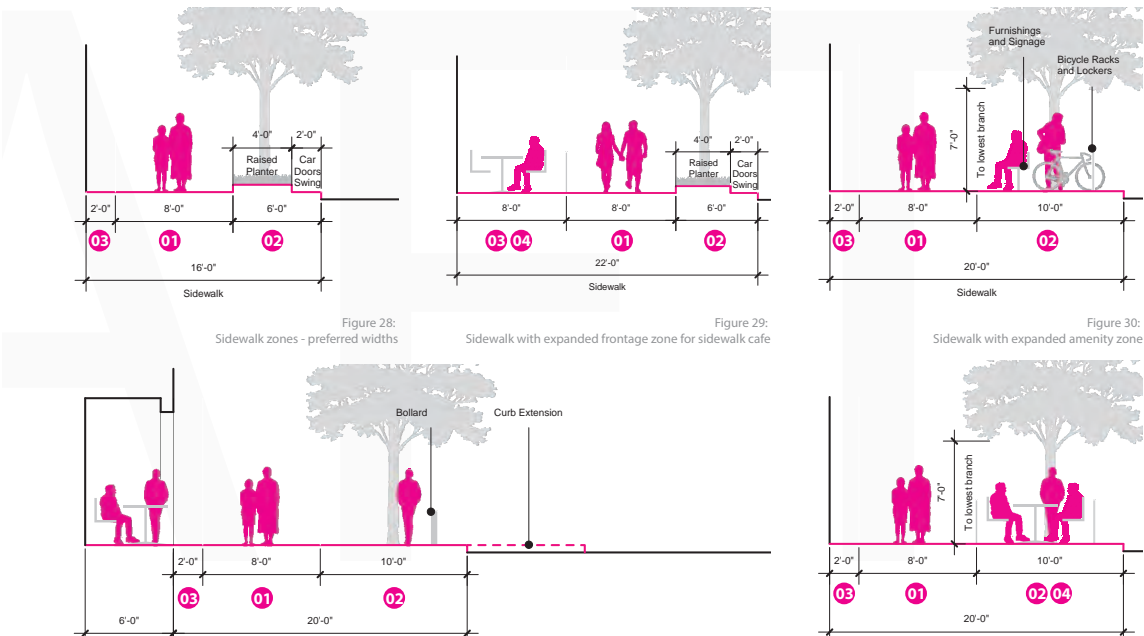 4'-0"
2'-0"
Raised
Planter
Car
Doors
Swing
2'-0"
8'-0"
6'-0"
03
01
02
16'-0"
Sidewalk
Figure 28:
Sidewalk zones - preferred widths
4'-0"
2'-0"
Raised
Planter
Car
Doors
Swing
8'-0"
8'-0"
6'-0"
03 04
01
02
22'-0"
Sidewalk
Figure 29:
Sidewalk with expanded frontage zone for sidewalk cafe
Furnishings
and Signage
Bicycle Racks
and Lockers
7'-0"
To lowest branch
2'-0"
8'-0"
10'-0"
03
01
02
20'-0"
Sidewalk
Figure 30:
Sidewalk with expanded amenity zone
Bollard
Curb Extension
2'-0"
8'-0"
10'-0"
03
01
02
6'-0"
20'-0"
7'-0"
To lowest branch
2'-0"
8'-0"
10'-0"
03
01
02 04
20'-0"